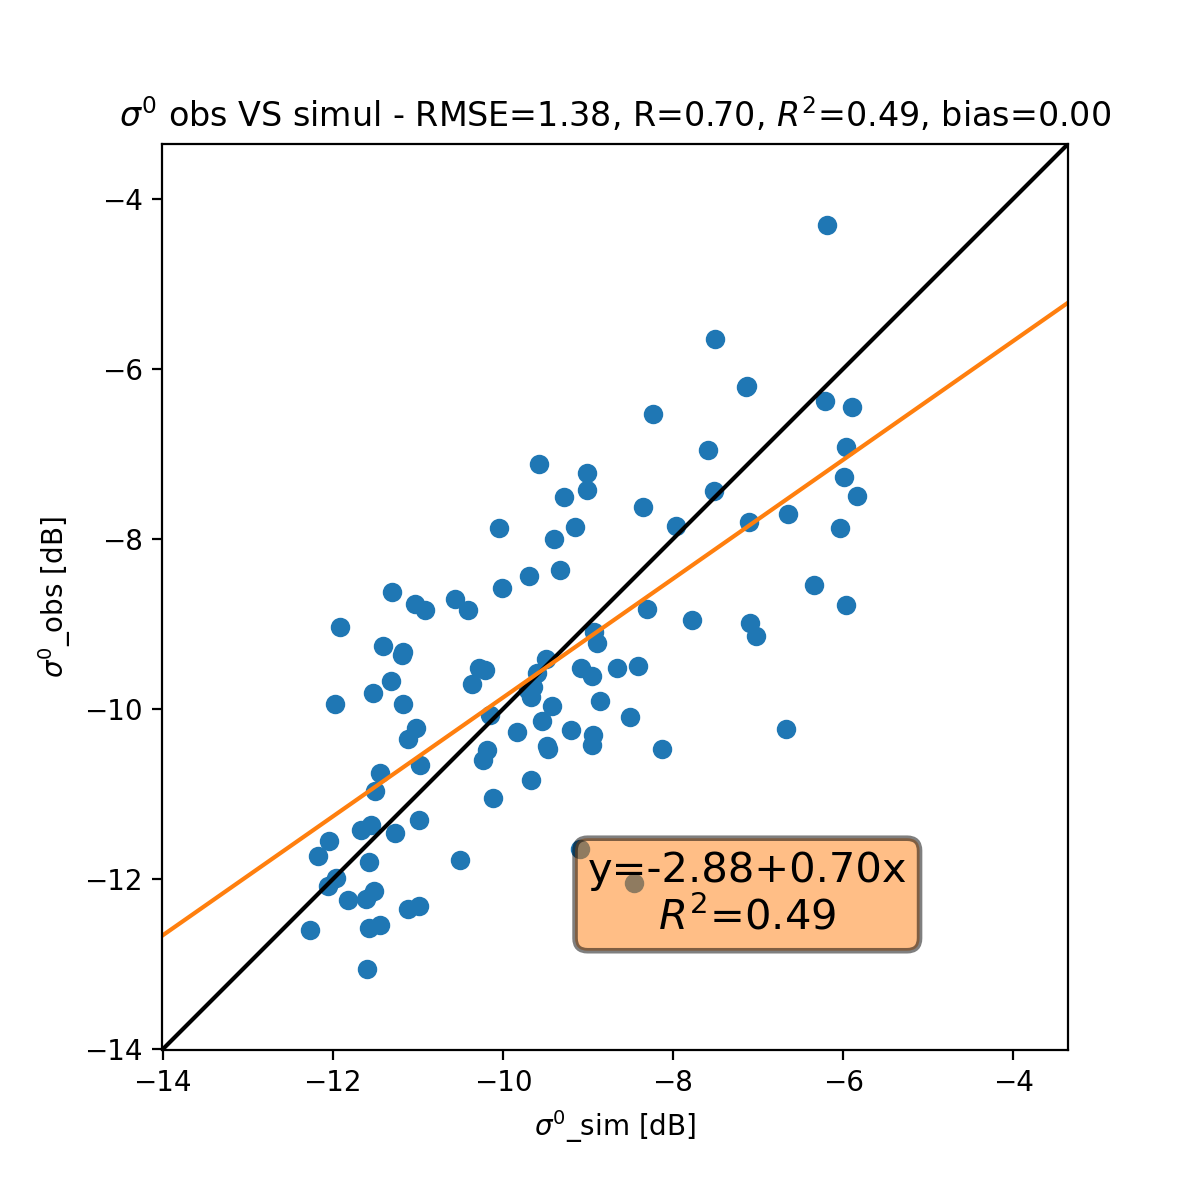 σ⁰ obs VS simul - RMSE=1.38, R=0.70, R²=0.49, bias=0.00
−4
−6
−8
−10
−12
−14
σ⁰_obs [dB]
y=-2.88+0.70x
R²=0.49
−14 −12 −10 −8 −6 −4
σ⁰_sim [dB]